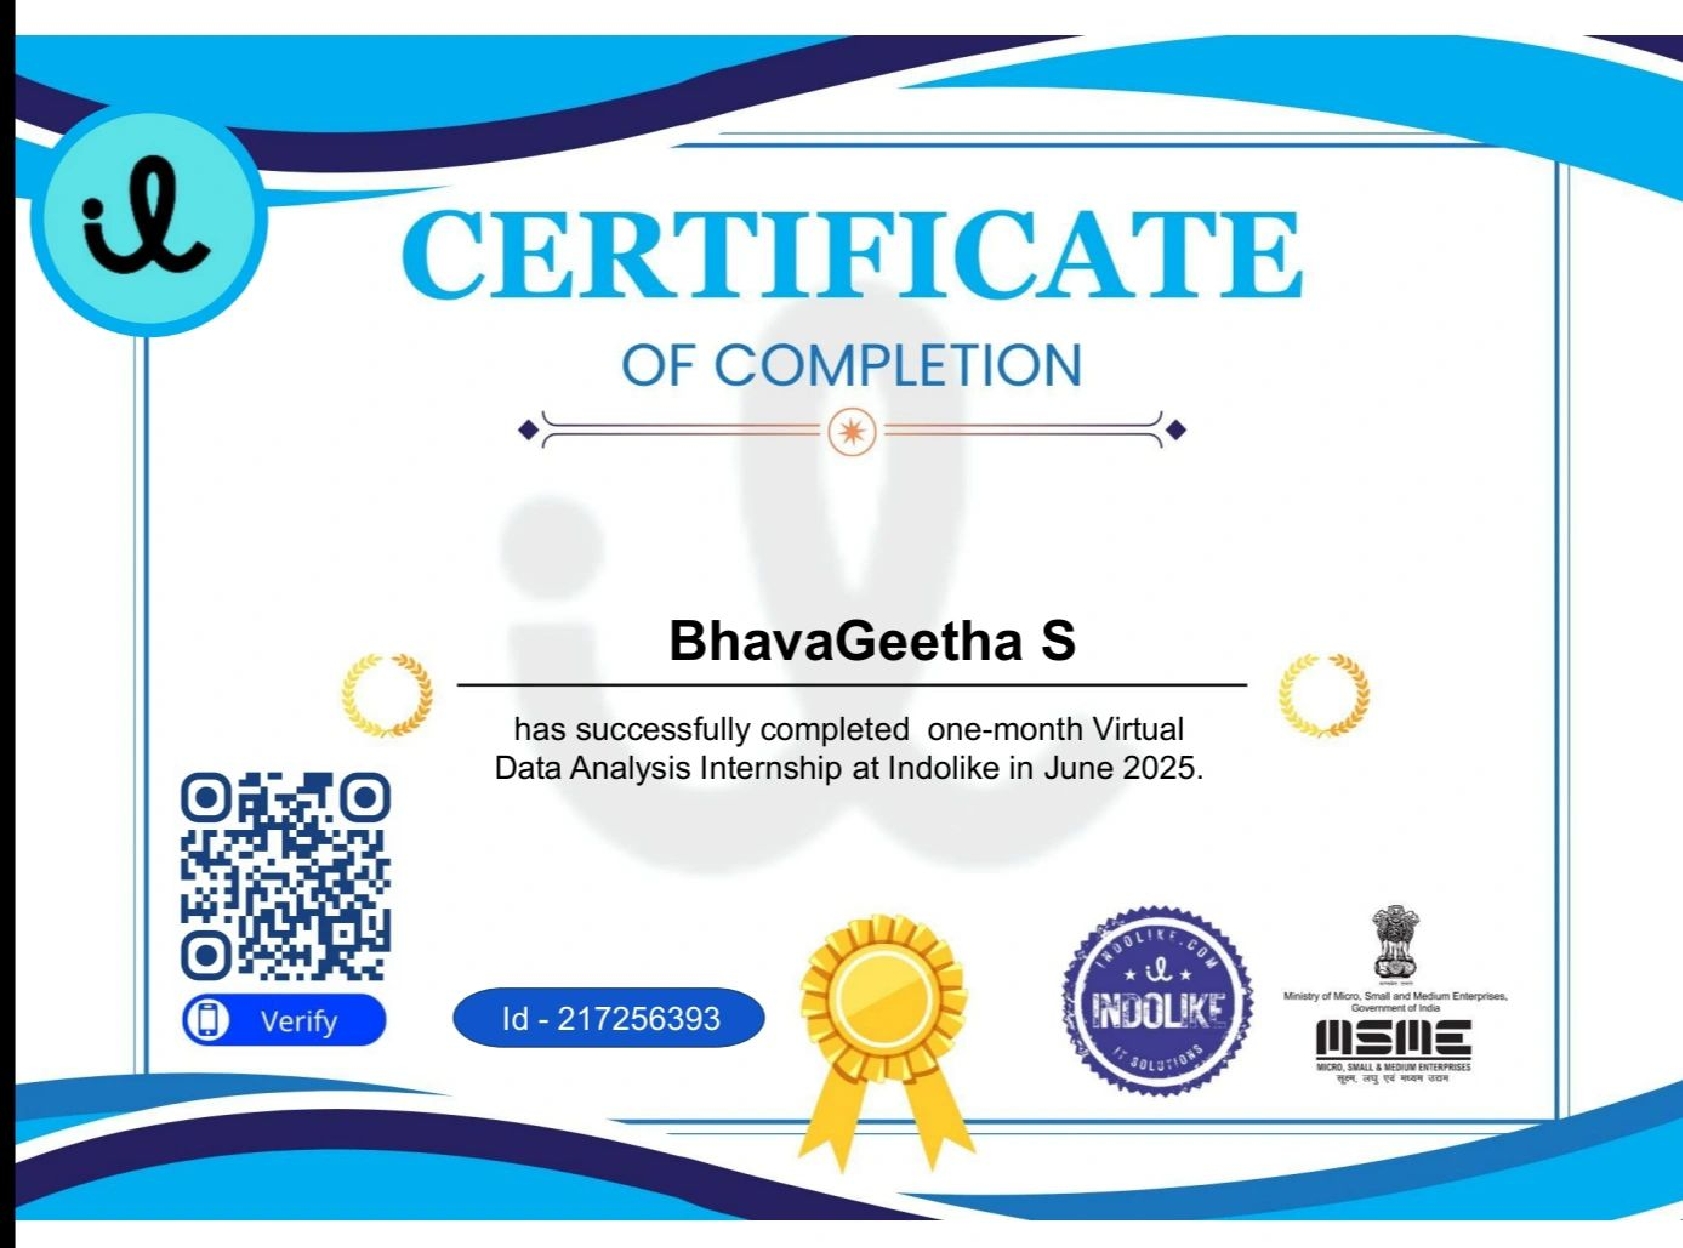 CERTIFICATE
OF COMPLETION
BhavaGeetha S
has successfully completed one-month Virtual
Data Analysis Internship at Indolike in June 2025.
Verify
Id - 217256393
INDOLIKE.COM
il
INDOLIKE
IT SOLUTIONS
Ministry of Micro, Small and Medium Enterprises,
Government of India
MSME
MICRO, SMALL & MEDIUM ENTERPRISES
सूक्ष्म, लघु एवं मध्यम उद्यम